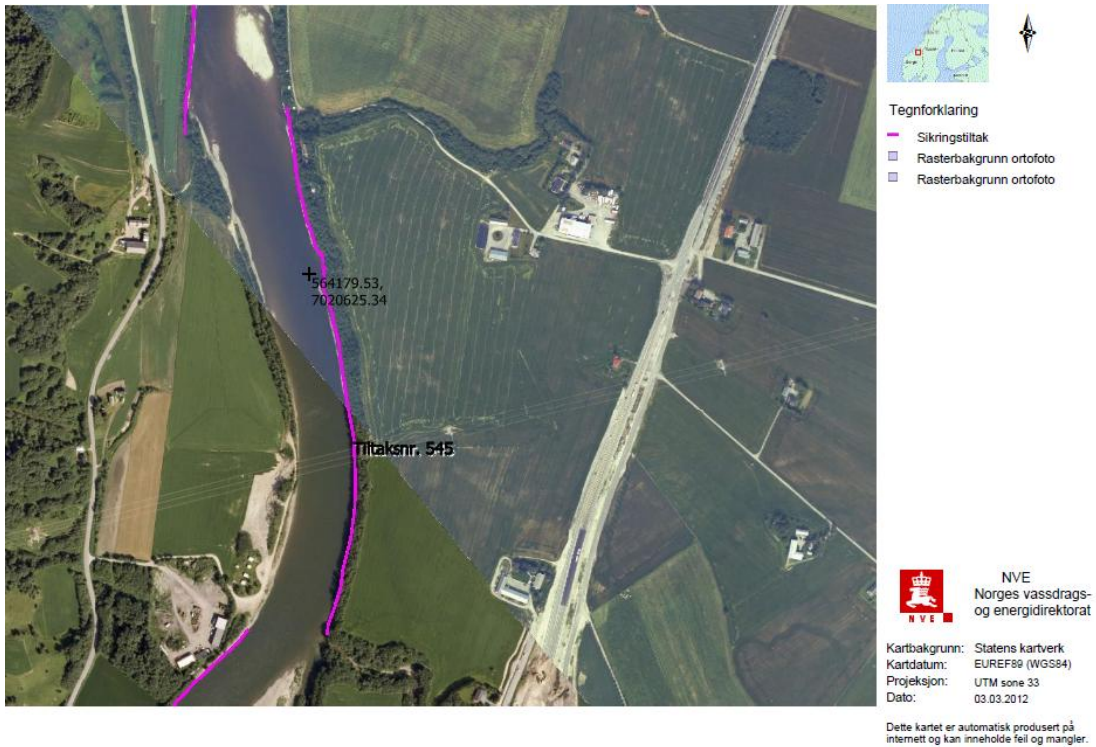 564179.53,
7020625.34
Tiltaksnr. 545
Tegnforklaring
Sikringstiltak
Rasterbakgrunn ortofoto
Rasterbakgrunn ortofoto
NVE
NVE
Norges vassdrags-
og energidirektorat
Kartbakgrunn: Statens kartverk
Kartdatum: EUREF89 (WGS84)
Projeksjon: UTM sone 33
Dato: 03.03.2012
Dette kartet er automatisk produsert på
internett og kan inneholde feil og mangler.